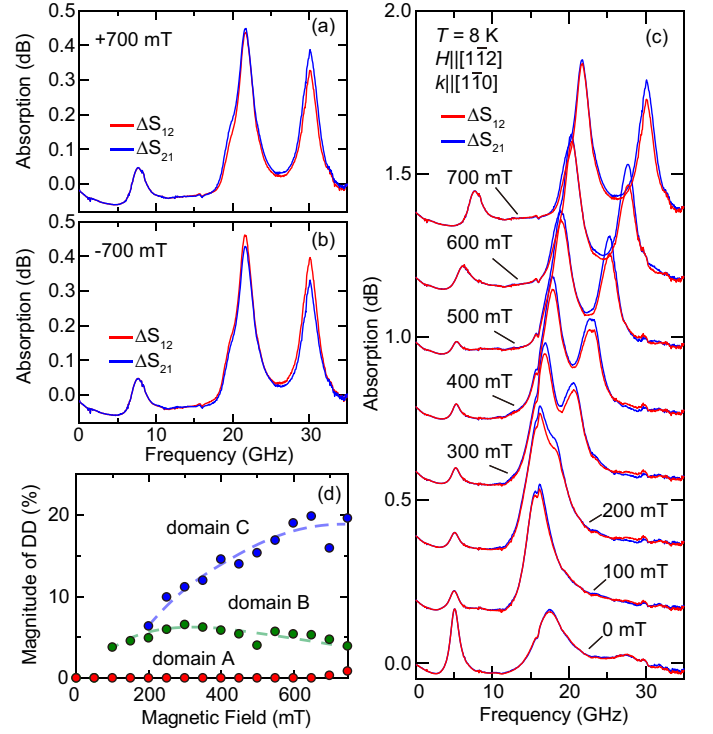 (a)
+700 mT
ΔS12
ΔS21
Absorption (dB)
0.5
0.4
0.3
0.2
0.1
0.0
(b)
-700 mT
ΔS12
ΔS21
Absorption (dB)
0.4
0.3
0.2
0.1
0.0
0
10
20
30
Frequency (GHz)
(d)
domain C
domain B
domain A
Magnitude of DD (%)
20
10
0
0
200
400
600
Magnetic Field (mT)
(c)
T = 8 K
H||[11̅2]
k||[11̅0]
ΔS12
ΔS21
700 mT
600 mT
500 mT
400 mT
300 mT
200 mT
100 mT
0 mT
Absorption (dB)
2.0
1.5
1.0
0.5
0.0
0
10
20
30
Frequency (GHz)